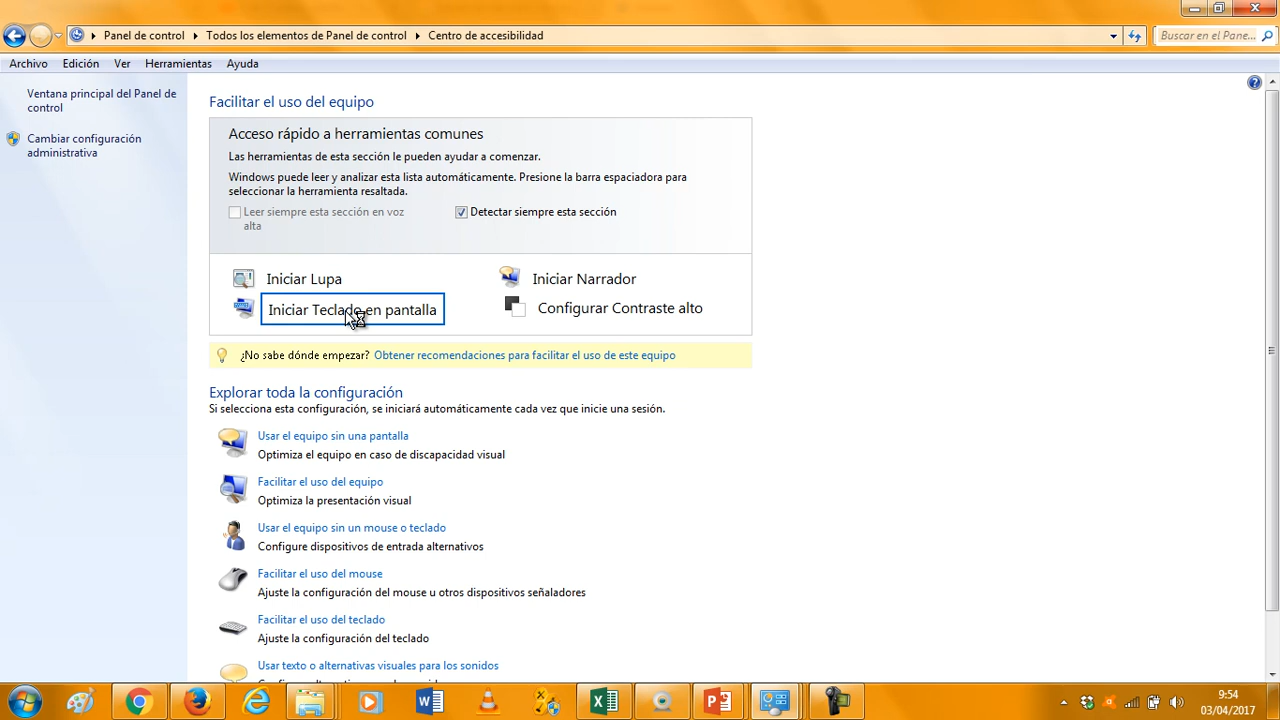 Panel de control
Todos los elementos de Panel de control
Centro de accesibilidad
Buscar en el Pane...
Archivo
Edición
Ver
Herramientas
Ayuda
Ventana principal del Panel de
control
Cambiar configuración
administrativa
Facilitar el uso del equipo
Acceso rápido a herramientas comunes
Las herramientas de esta sección le pueden ayudar a comenzar.
Windows puede leer y analizar esta lista automáticamente. Presione la barra espaciadora para
seleccionar la herramienta resaltada.
Leer siempre esta sección en voz
alta
Detectar siempre esta sección
Iniciar Lupa
Iniciar Narrador
Iniciar Teclado en pantalla
Configurar Contraste alto
¿No sabe dónde empezar? Obtener recomendaciones para facilitar el uso de este equipo
Explorar toda la configuración
Si selecciona esta configuración, se iniciará automáticamente cada vez que inicie una sesión.
Usar el equipo sin una pantalla
Optimiza el equipo en caso de discapacidad visual
Facilitar el uso del equipo
Optimiza la presentación visual
Usar el equipo sin un mouse o teclado
Configure dispositivos de entrada alternativos
Facilitar el uso del mouse
Ajuste la configuración del mouse u otros dispositivos señaladores
Facilitar el uso del teclado
Ajuste la configuración del teclado
Usar texto o alternativas visuales para los sonidos
9:54
03/04/2017